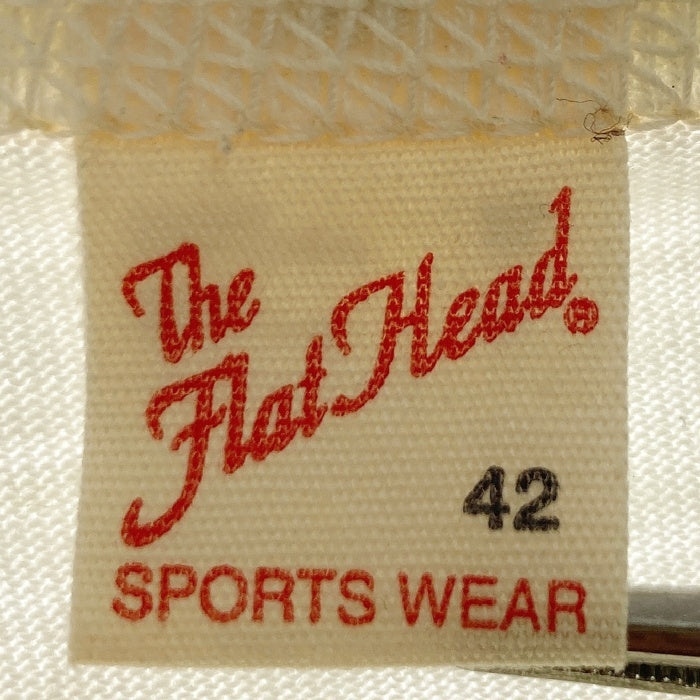 The
Flat Head®
42
SPORTS WEAR